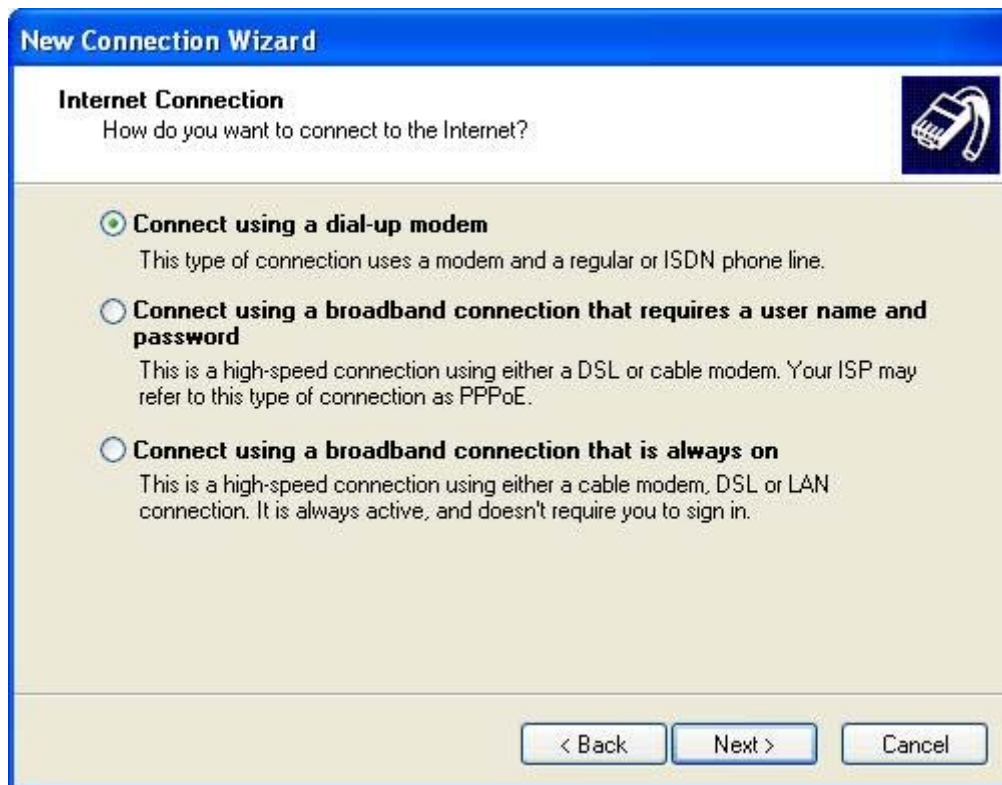 New Connection Wizard
Internet Connection
How do you want to connect to the Internet?
Connect using a dial-up modem
This type of connection uses a modem and a regular or ISDN phone line.
Connect using a broadband connection that requires a user name and
password
This is a high-speed connection using either a DSL or cable modem. Your ISP may
refer to this type of connection as PPPoE.
Connect using a broadband connection that is always on
This is a high-speed connection using either a cable modem, DSL or LAN
connection. It is always active, and doesn't require you to sign in.
< Back Next > Cancel